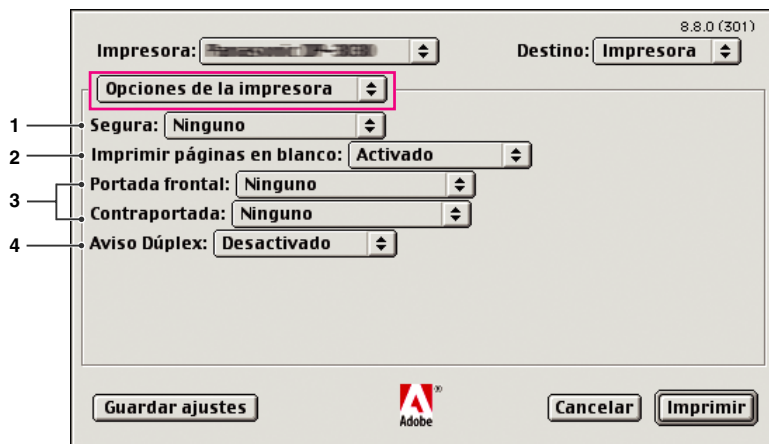 8.8.0 (301)
Impresora:
Destino: Impresora
Opciones de la impresora
1 Segura: Ninguno
2 Imprimir páginas en blanco: Activado
3 Portada frontal: Ninguno
Contraportada: Ninguno
4 Aviso Dúplex: Desactivado
Guardar ajustes
Adobe ®
Cancelar
Imprimir